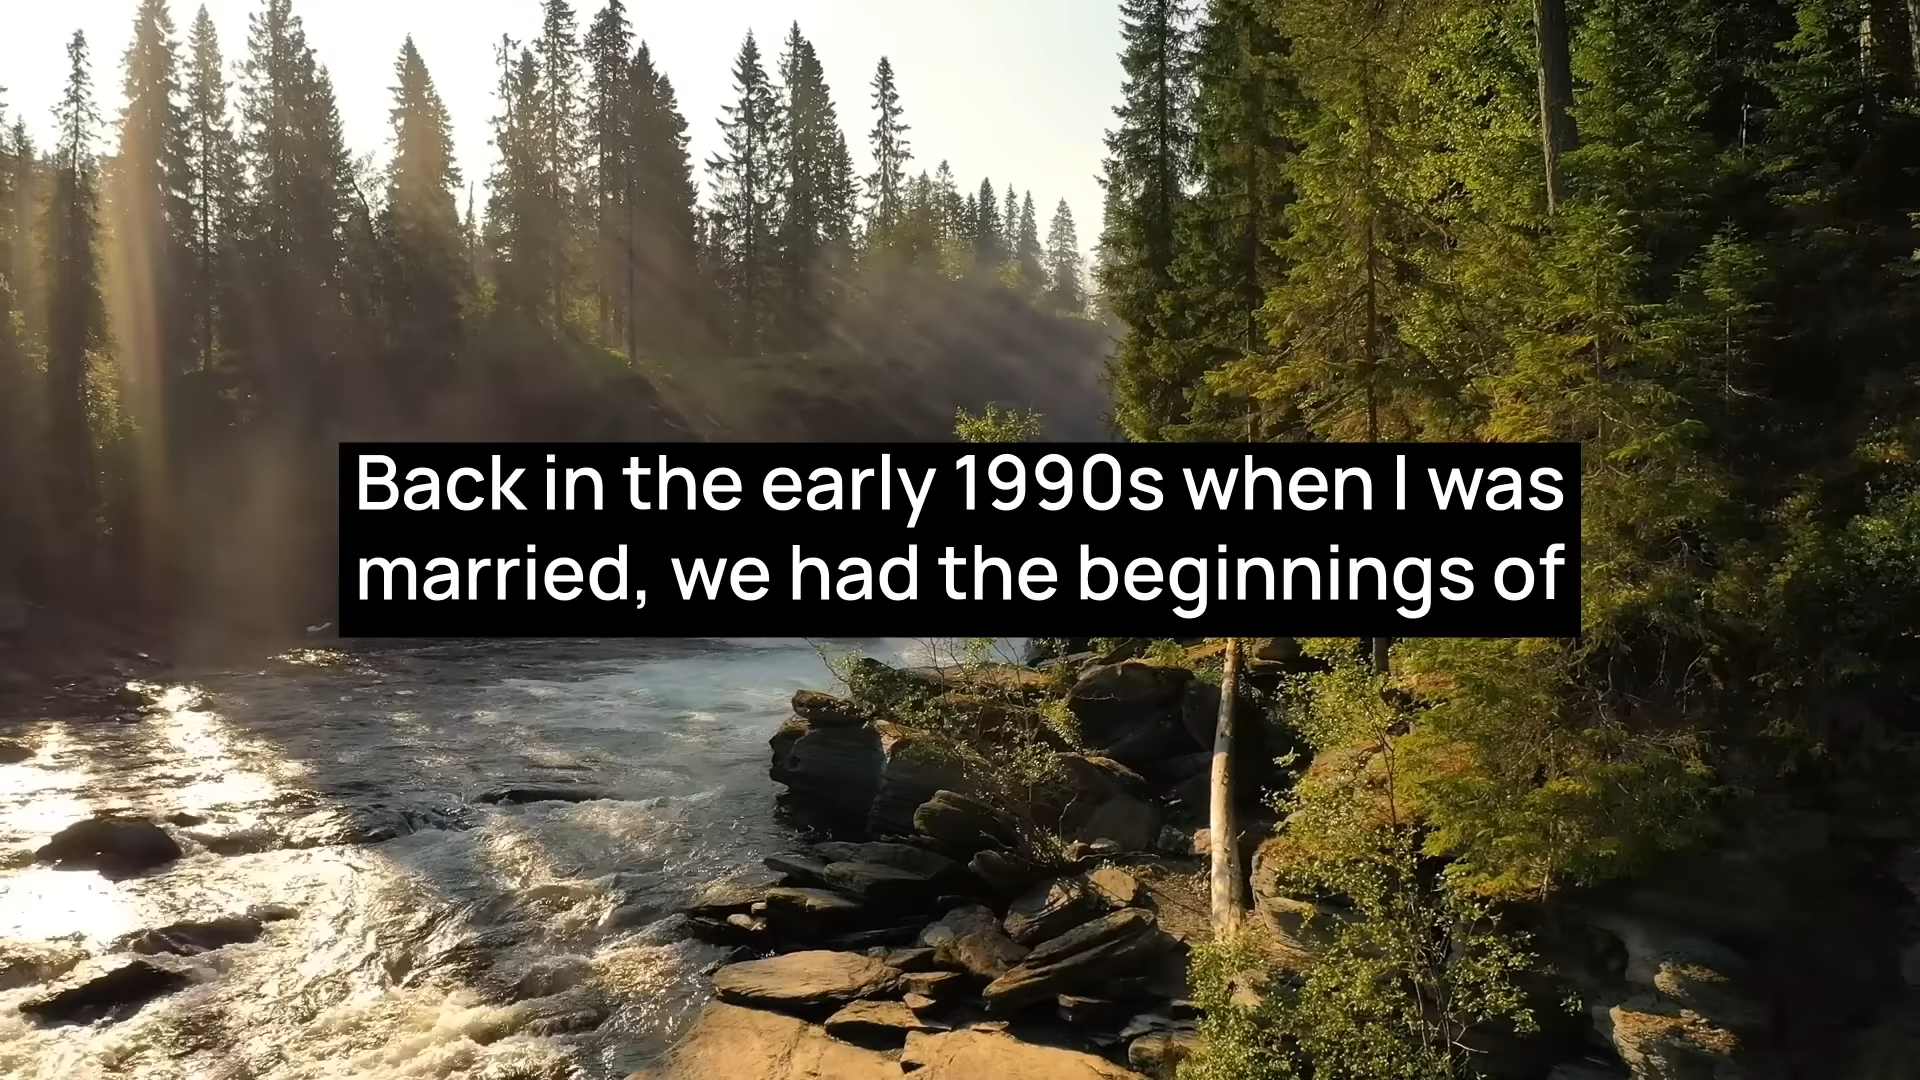 Back in the early 1990s when I was
married, we had the beginnings of